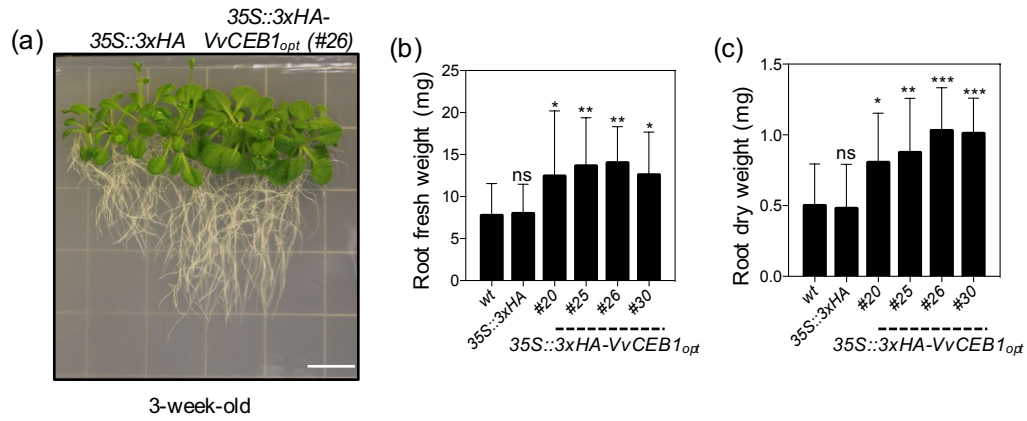 (a)
35S::3xHA
35S::3xHA-
VvCEB1opt (#26)
3-week-old
(b)
Root fresh weight (mg)
25
20
15
10
5
0
ns
*
**
**
*
wt
35S::3xHA
#20
#25
#26
#30
35S::3xHA-VvCEB1opt
(c)
Root dry weight (mg)
1.5
1.0
0.5
0.0
ns
*
**
***
***
wt
35S::3xHA
#20
#25
#26
#30
35S::3xHA-VvCEB1opt